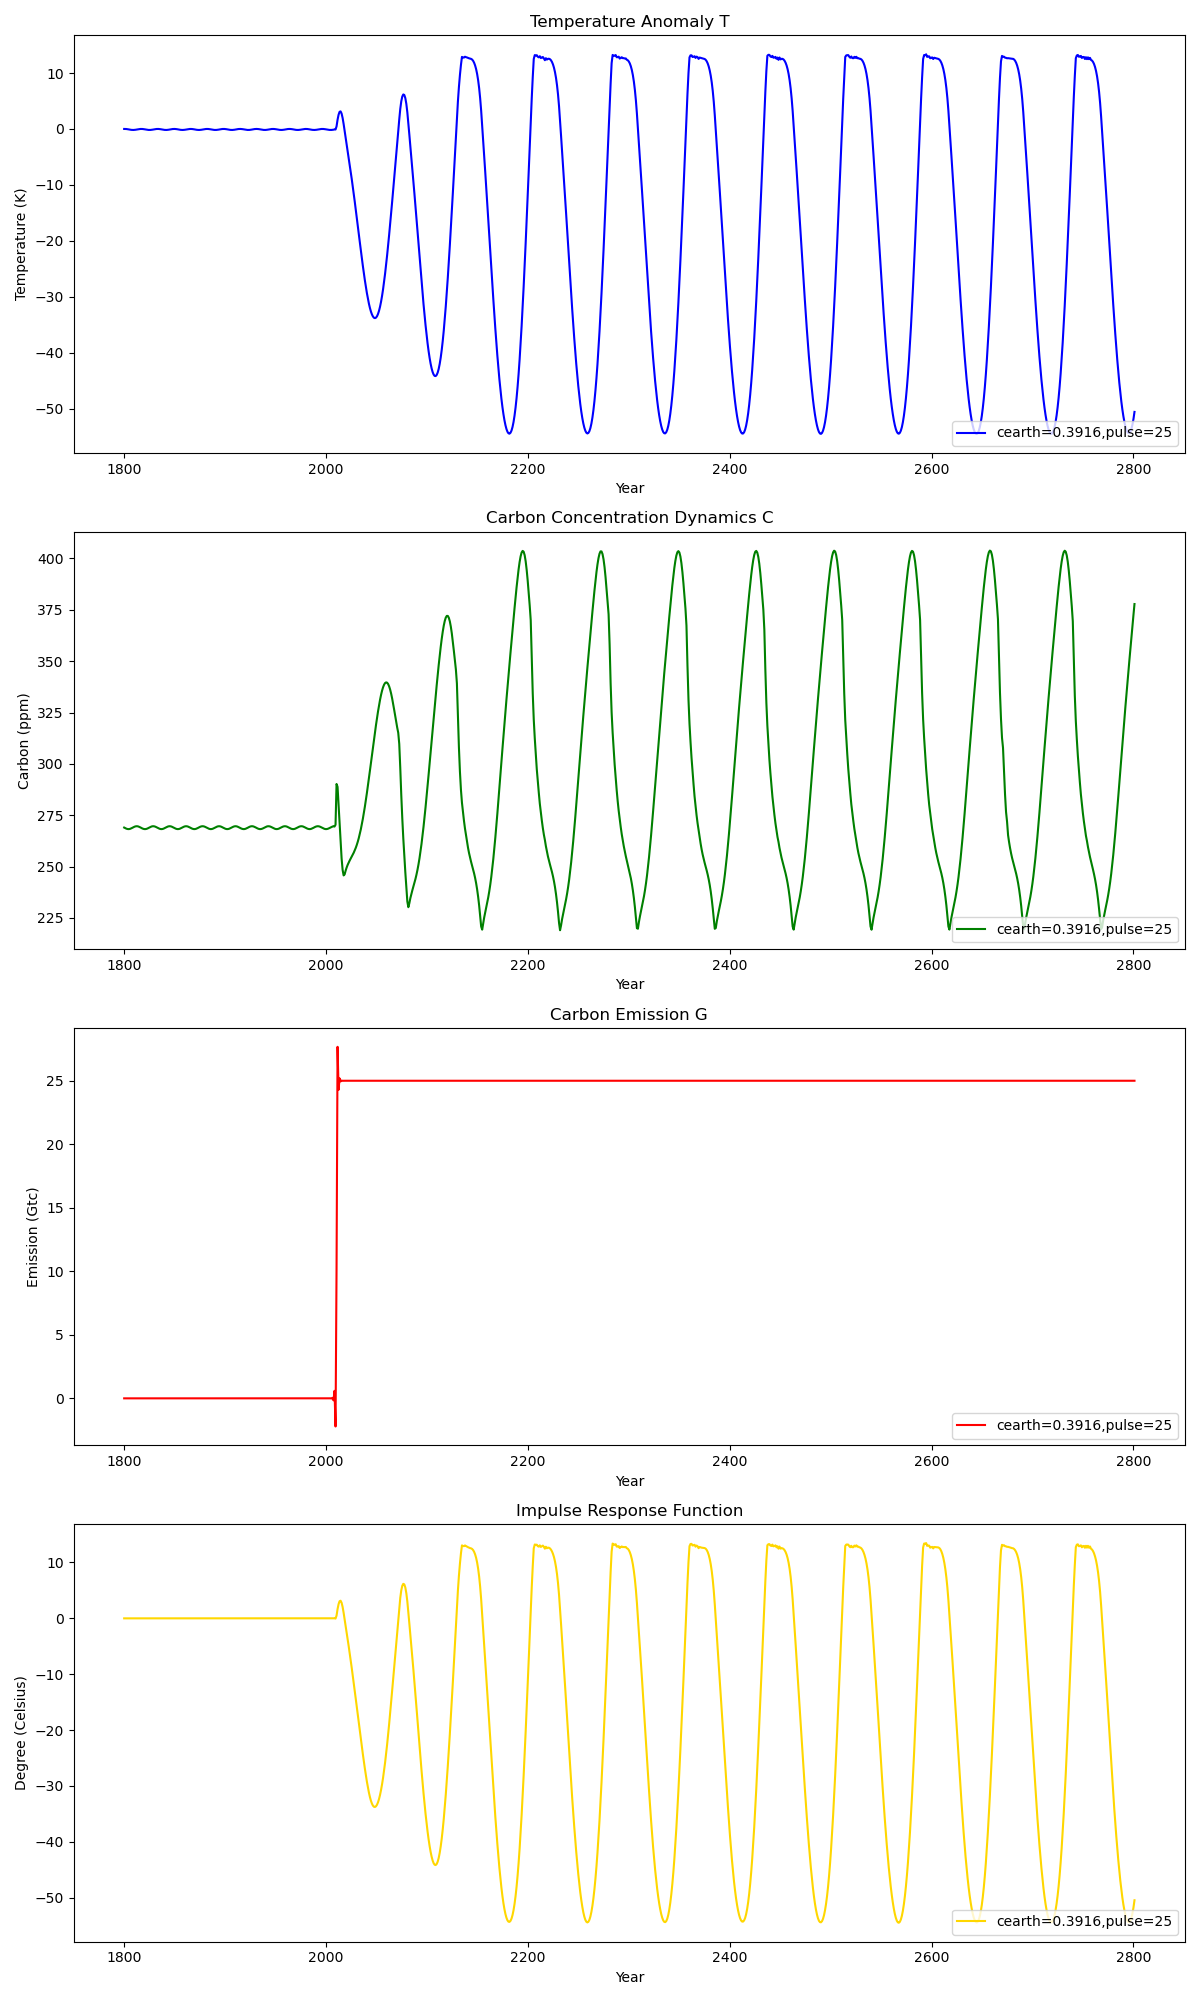 Temperature Anomaly T
10
0
−10
−20
−30
−40
−50
Temperature (K)
cearth=0.3916,pulse=25
1800 2000 2200 2400 2600 2800
Year
Carbon Concentration Dynamics C
400
375
350
325
300
275
250
225
Carbon (ppm)
cearth=0.3916,pulse=25
1800 2000 2200 2400 2600 2800
Year
Carbon Emission G
25
20
15
10
5
0
Emission (Gtc)
cearth=0.3916,pulse=25
1800 2000 2200 2400 2600 2800
Year
Impulse Response Function
10
0
−10
−20
−30
−40
−50
Degree (Celsius)
cearth=0.3916,pulse=25
1800 2000 2200 2400 2600 2800
Year